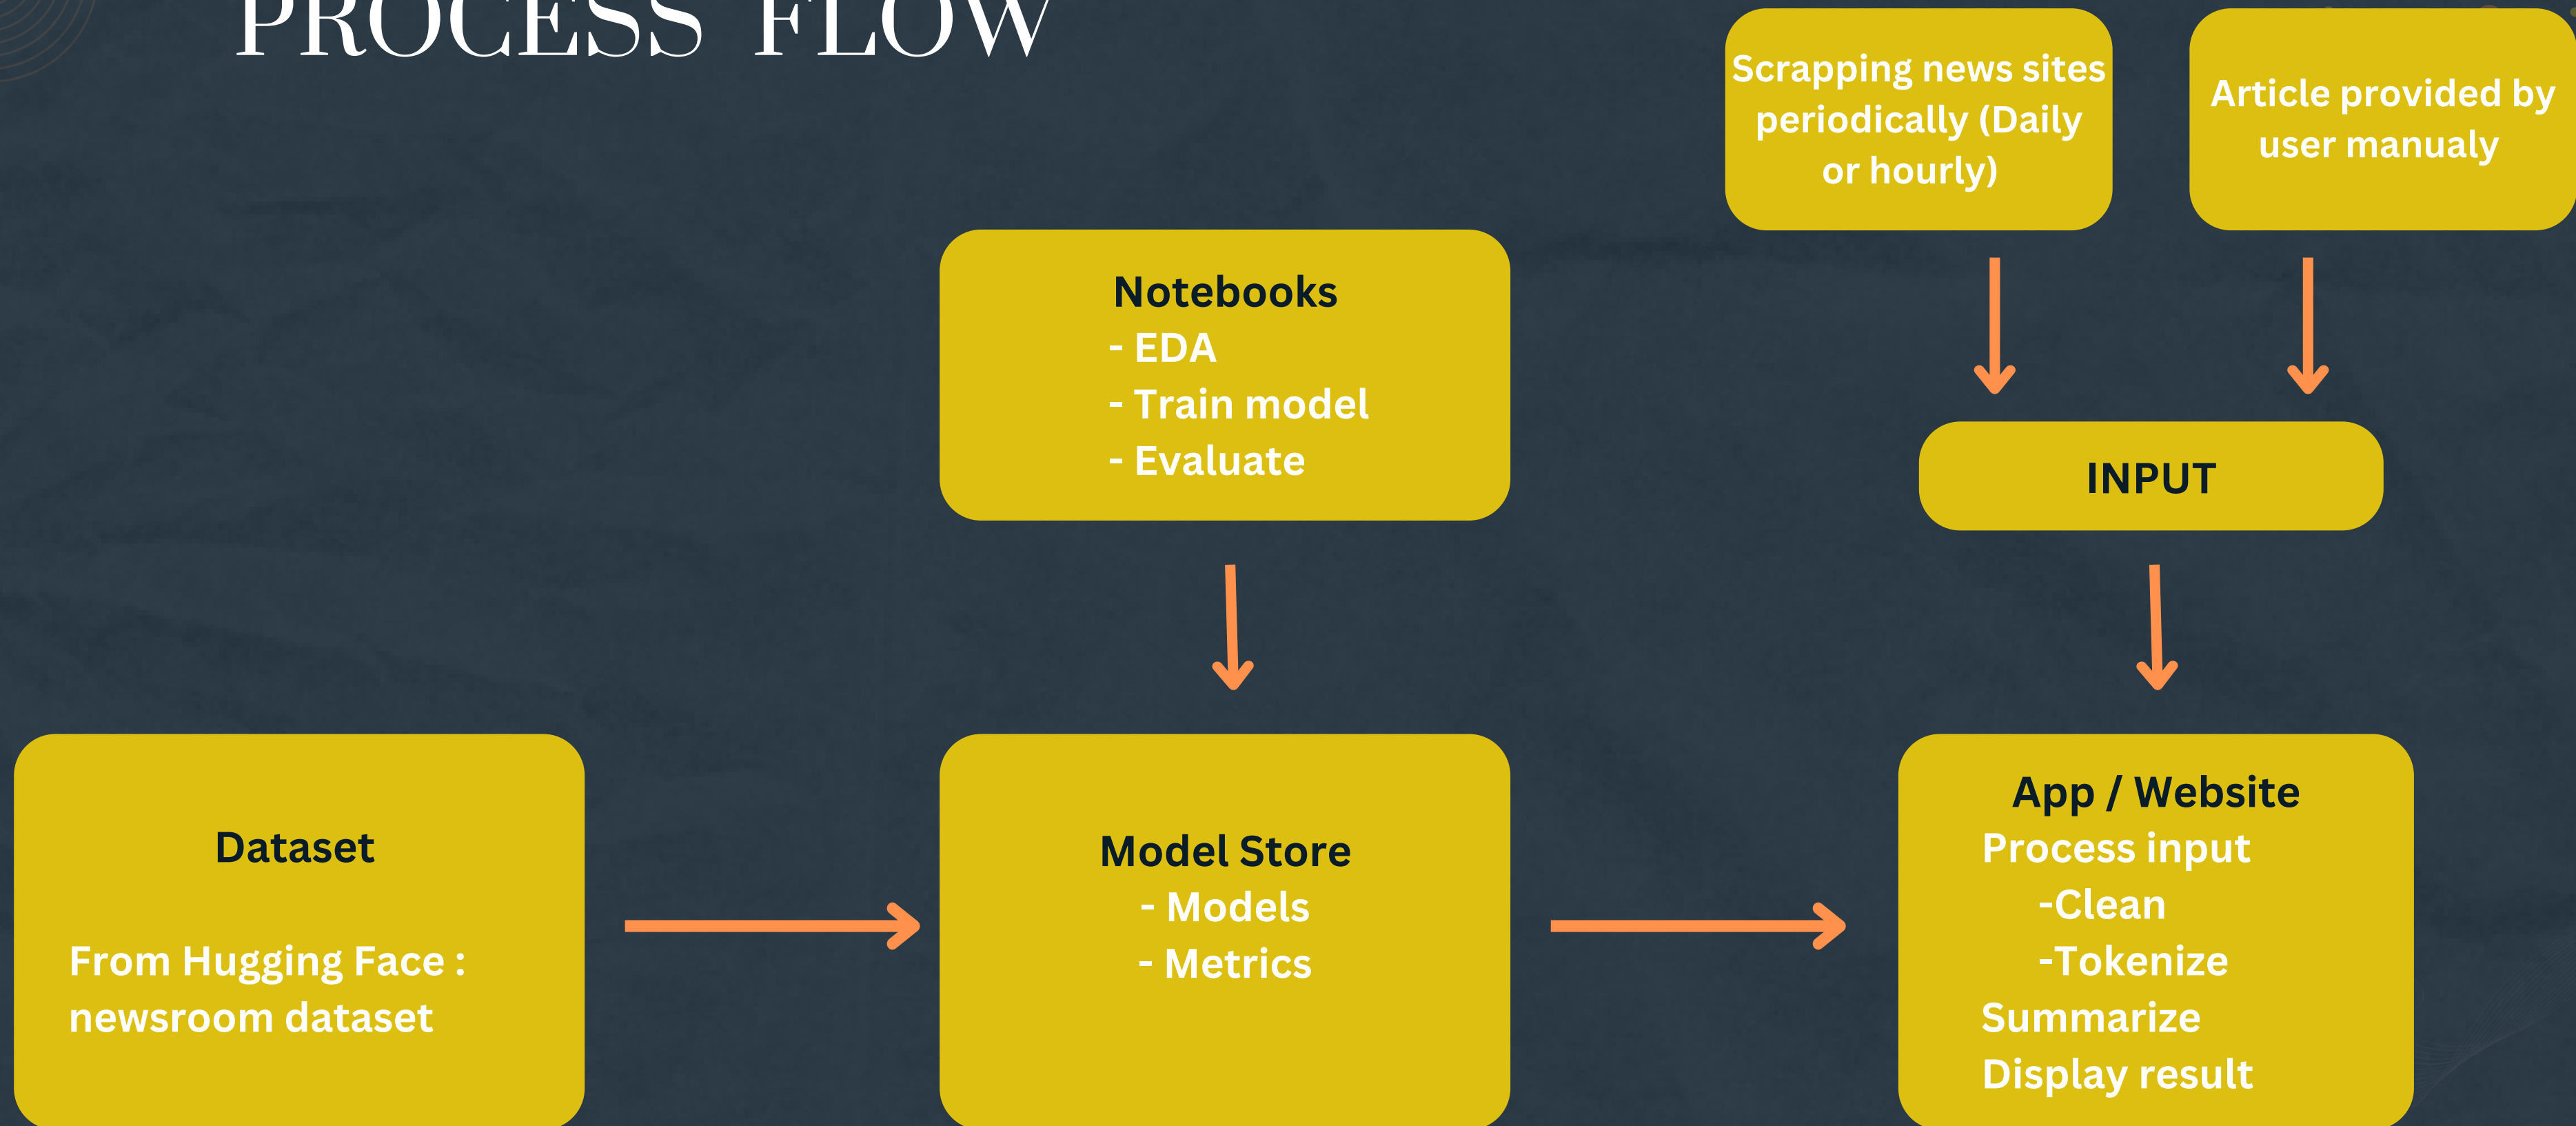 PROCESS FLOW
Scrapping news sites
periodically (Daily
or hourly)
Article provided by
user manualy
Notebooks
- EDA
- Train model
- Evaluate
INPUT
Dataset
From Hugging Face :
newsroom dataset
Model Store
- Models
- Metrics
App / Website
Process input
-Clean
-Tokenize
Summarize
Display result